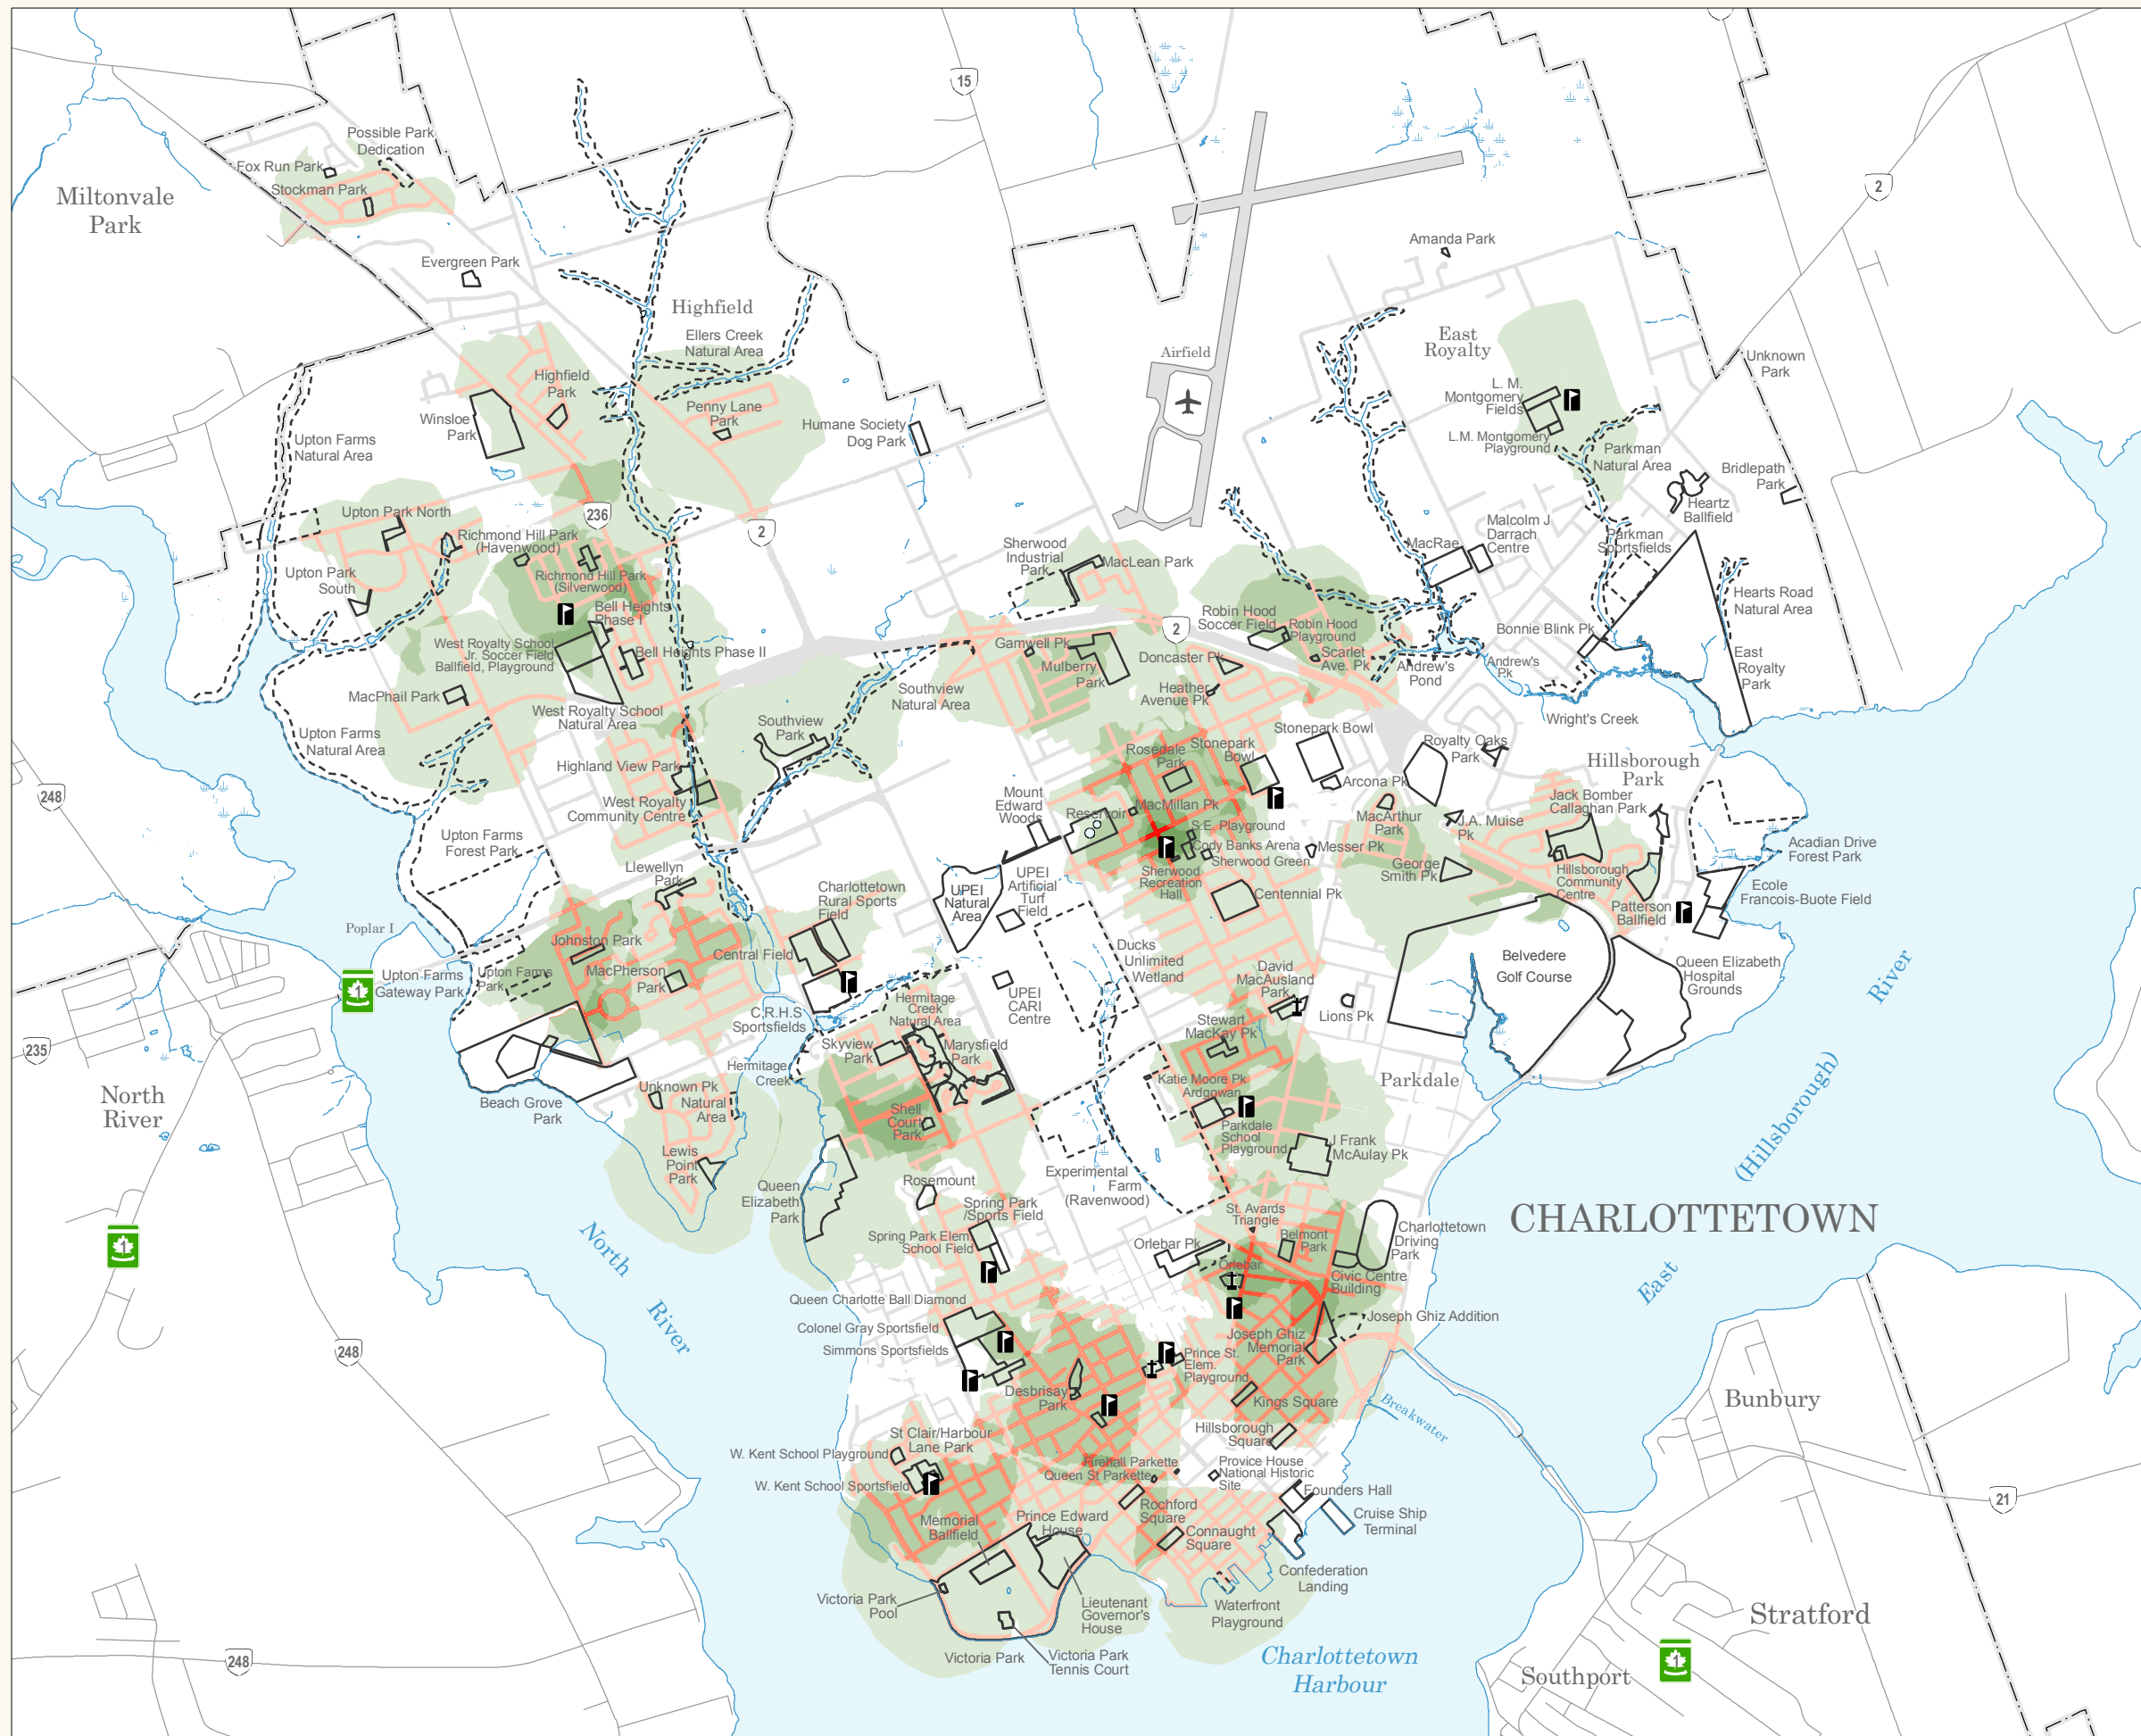 15
Possible Park
Dedication
Fox Run Park
Stockman Park
Miltonvale
Park
2
Evergreen Park
Amanda Park
Highfield
Ellers Creek
Natural Area
East
Royalty
Airfield
Unknown
Park
Highfield
Park
Penny Lane
Park
Winsloe
Park
Humane Society
Dog Park
L. M.
Montgomery
Fields
L.M. Montgomery
Playground
Parkman
Natural Area
Upton Farms
Natural Area
Bridlepath
Park
Heartz
Ballfield
236
2
Upton Park North
Richmond Hill Park
(Havenwood)
Richmond Hill Park
(Silverwood)
Upton Park
South
Bell Heights
Phase I
West Royalty School
Jr. Soccer Field
Ballfield, Playground
Bell Heights Phase II
MacPhail Park
West Royalty School
Natural Area
Upton Farms
Natural Area
Sherwood
Industrial
Park
MacLean Park
MacRae
Malcolm J
Darrach
Centre
Parkman
Sportsfields
Hearts Road
Natural Area
Robin Hood
Soccer Field
Robin Hood
Playground
Scarlet
Ave. Pk
2
Gamwell Pk
Mulberry
Park
Doncaster Pk
Heather
Avenue Pk
Andrew's
Pond
Andrew's
Pk
Bonnie Blink Pk
East
Royalty
Park
Wright's Creek
Southview
Natural Area
Southview
Park
Highland View Park
West Royalty
Community Centre
248
Upton Farms
Forest Park
Rosedale
Park
Stonepark
Bowl
Stonepark Bowl
Royalty Oaks
Park
Hillsborough
Park
Arcona Pk
MacArthur
Park
J.A. Muise
Pk
Jack Bomber
Callaghan Park
Mount
Edward
Woods
Reservoir
MacMillan Pk
S.E. Playground
Cody Banks Arena
Sherwood Green
Sherwood
Recreation
Hall
Messer Pk
George
Smith Pk
Hillsborough
Community
Centre
Patterson
Ballfield
Acadian Drive
Forest Park
Ecole
Francois-Buote Field
Llewellyn
Park
Charlottetown
Rural Sports
Field
UPEI
Natural
Area
UPEI
Artificial
Turf
Field
Centennial Pk
Poplar I
Johnston Park
Central Field
Ducks
Unlimited
Wetland
Belvedere
Golf Course
Queen Elizabeth
Hospital
Grounds
1
Upton Farms
Gateway Park
Upton Farms
Park
MacPherson
Park
David
MacAusland
Park
Lions Pk
UPEI
CARI
Centre
C.R.H.S
Sportsfields
Hermitage
Creek
Natural Area
Stewart
MacKay Pk
235
Skyview
Park
Marysfield
Park
Hermitage
Creek
North
River
Beach Grove
Park
Unknown Pk
Natural
Area
Katie Moore Pk
Ardgowan
Parkdale
Shell
Court
Park
Parkdale
School
Playground
J Frank
McAulay Pk
River
(Hillsborough)
East
Lewis
Point
Park
Queen
Elizabeth
Park
Rosemount
Experimental
Farm
(Ravenwood)
Spring Park
/Sports Field
Spring Park Elem.
School Field
St. Avards
Triangle
Belmont
Park
Charlottetown
Driving
Park
CHARLOTTETOWN
1
North
River
Orlebar Pk
Orlebar
Civic Centre
Building
Joseph Ghiz Addition
Queen Charlotte Ball Diamond
Colonel Gray Sportsfield
Simmons Sportsfields
248
Joseph Ghiz
Memorial
Park
Prince St.
Elem.
Playground
Desbrisay
Park
Kings Square
Breakwater
Bunbury
Hillsborough
Square
St Clair/Harbour
Lane Park
W. Kent School Playground
W. Kent School Sportsfield
Firehall Parkette
Queen St Parkette
Provice House
National Historic
Site
Founders Hall
Cruise Ship
Terminal
21
Rochford
Square
Connaught
Square
Memorial
Ballfield
Prince Edward
House
Confederation
Landing
Victoria Park
Pool
Lieutenant
Governor's
House
Waterfront
Playground
Stratford
248
Victoria Park
Victoria Park
Tennis Court
Charlottetown
Harbour
Southport
1